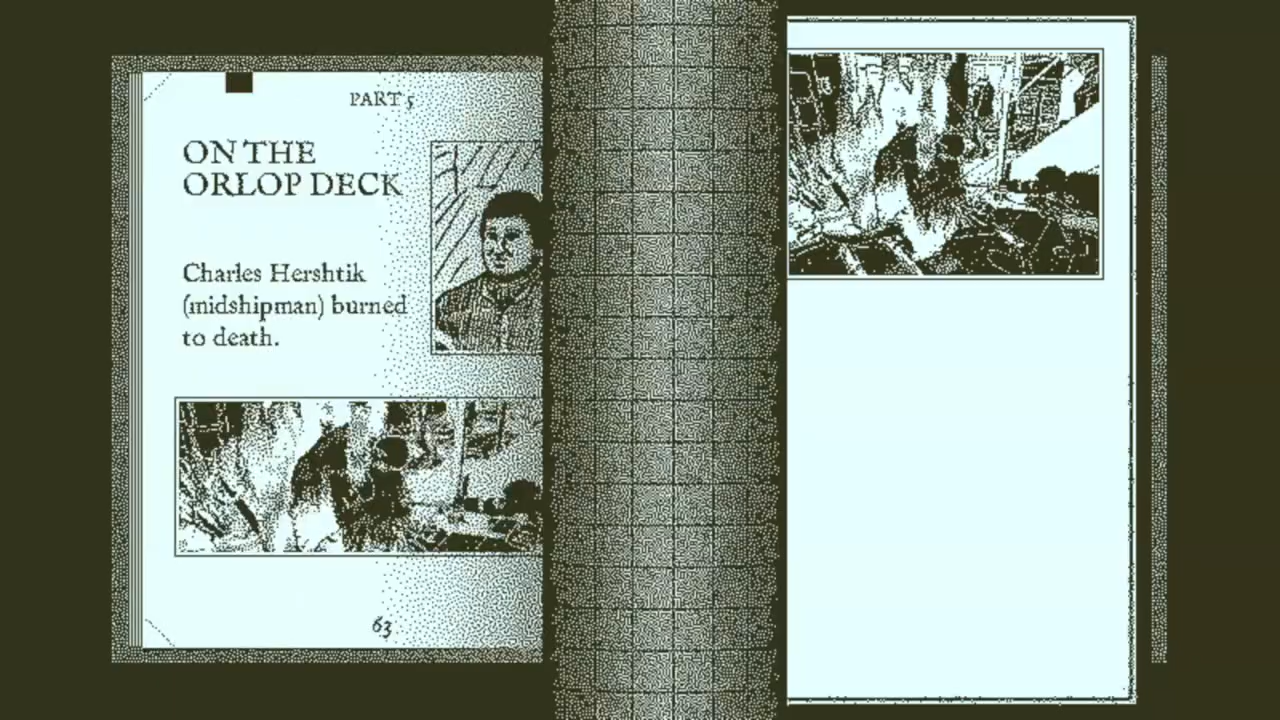 PART 5
ON THE
ORLOP DECK
Charles Hershtik
(midshipman) burned
to death.
63